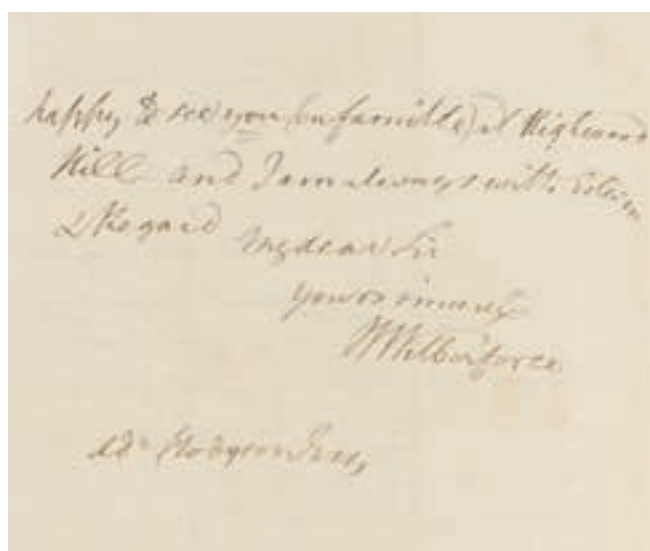 happy to see you (en famille) at Highwood
Hill and I am always with Esteem
& Regard My dear Sir
Yours sincerely
W Wilberforce
Hodgson Esq,